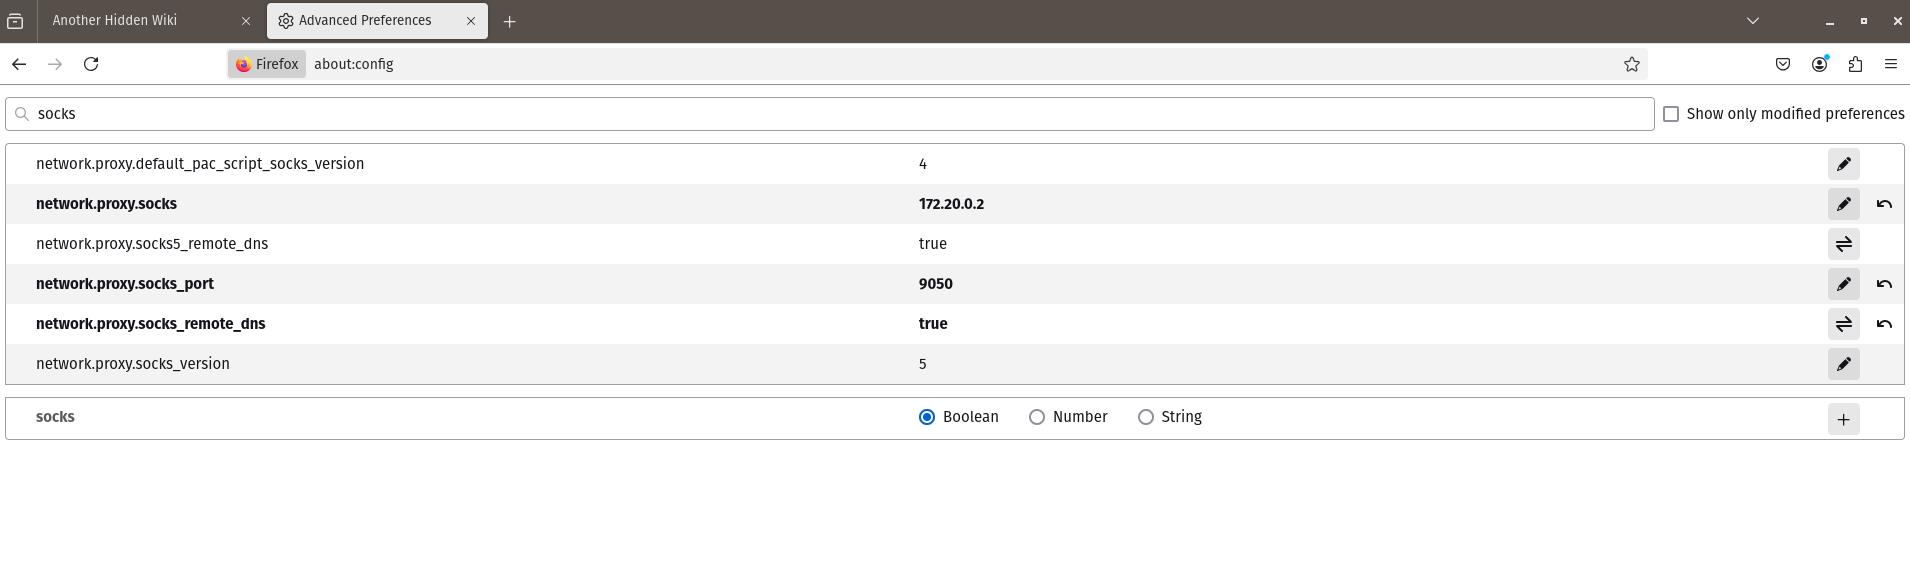 Another Hidden Wiki Advanced Preferences
Firefox about:config
socks Show only modified preferences
network.proxy.default_pac_script_socks_version 4
network.proxy.socks 172.20.0.2
network.proxy.socks5_remote_dns true
network.proxy.socks_port 9050
network.proxy.socks_remote_dns true
network.proxy.socks_version 5
socks Boolean Number String